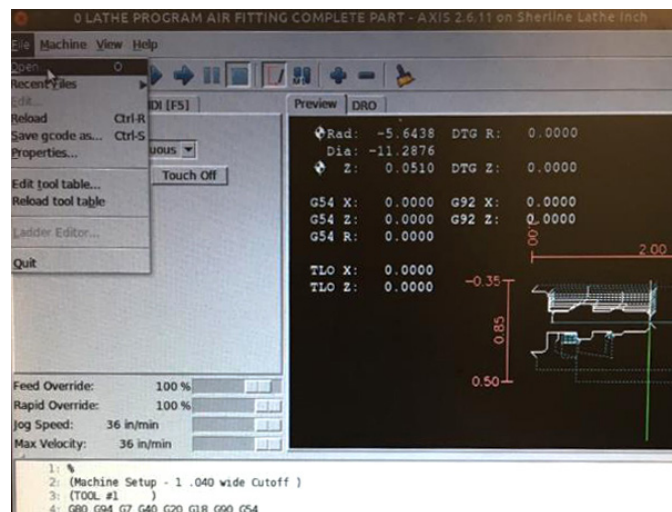 0 LATHE PROGRAM AIR FITTING COMPLETE PART - AXIS 2.6.11 on Sherline Lathe Inch
File Machine View Help
Open... O
Recent Files
Edit...
Reload Ctrl-R
Save gcode as... Ctrl-S
Properties...
Edit tool table...
Reload tool table
Ladder Editor...
Quit
DI [F5]
uous
Touch Off
Preview DRO
Rad: -5.6438 DTG R: 0.0000
Dia: -11.2876
Z: 0.0510 DTG Z: 0.0000
G54 X: 0.0000 G92 X: 0.0000
G54 Z: 0.0000 G92 Z: 0.0000
G54 R: 0.0000
TLO X: 0.0000
TLO Z: 0.0000
2.00
-0.35
0.85
0.50
Feed Override: 100 %
Rapid Override: 100 %
Jog Speed: 36 in/min
Max Velocity: 36 in/min
1: %
2: (Machine Setup - 1 .040 wide Cutoff )
3: (TOOL #1 )
4: G80 G94 G7 G40 G20 G18 G90 G54